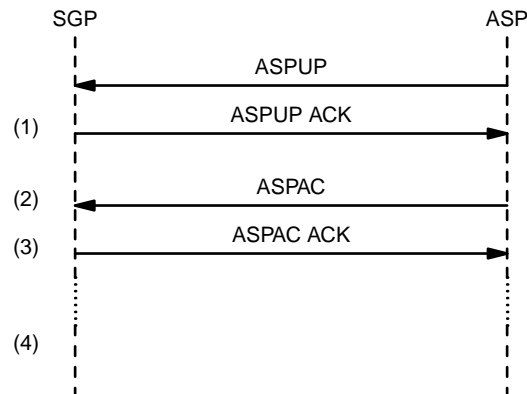 SGP ASP
ASPUP
(1) ASPUP ACK
(2) ASPAC
(3) ASPAC ACK
(4)